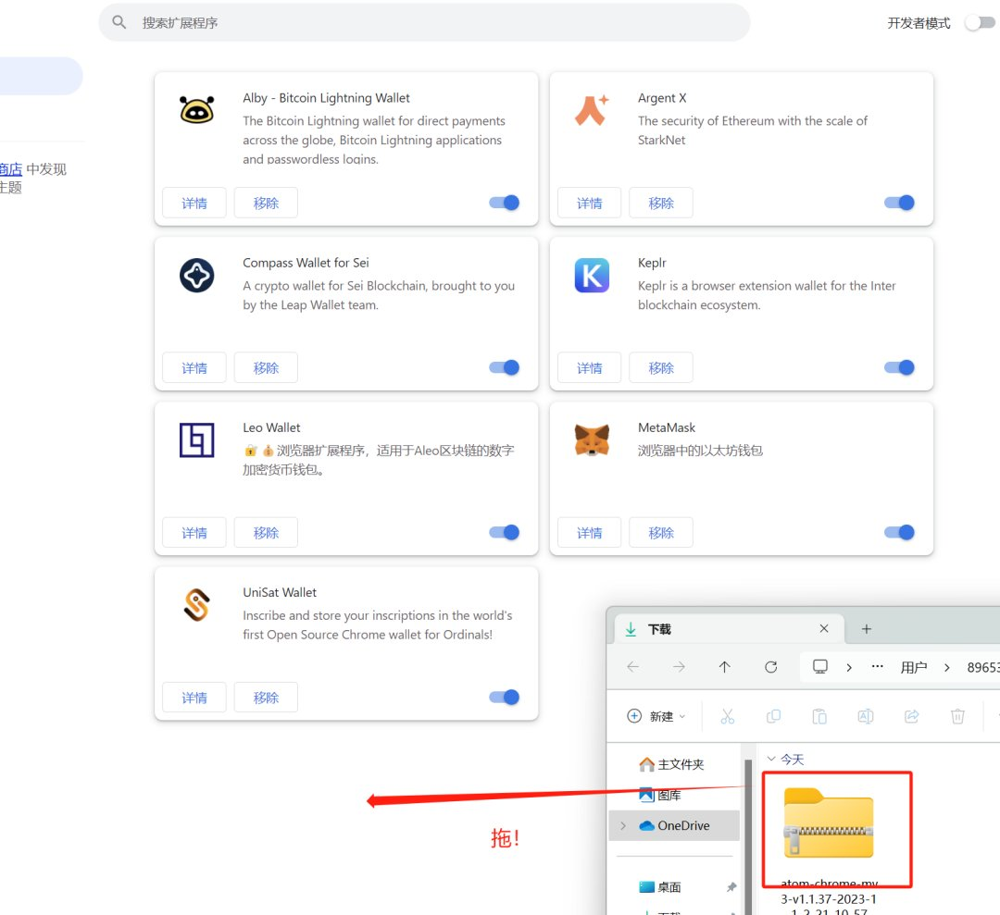 搜索扩展程序
开发者模式
商店 中发现
主题
Alby - Bitcoin Lightning Wallet
The Bitcoin Lightning wallet for direct payments
across the globe, Bitcoin Lightning applications
and passwordless logins.
详情
移除
Argent X
The security of Ethereum with the scale of
StarkNet
详情
移除
Compass Wallet for Sei
A crypto wallet for Sei Blockchain, brought to you
by the Leap Wallet team.
详情
移除
Keplr
Keplr is a browser extension wallet for the Inter
blockchain ecosystem.
详情
移除
Leo Wallet
🔐💰浏览器扩展程序，适用于Aleo区块链的数字
加密货币钱包。
详情
移除
MetaMask
浏览器中的以太坊钱包
详情
移除
UniSat Wallet
Inscribe and store your inscriptions in the world's
first Open Source Chrome wallet for Ordinals!
详情
移除
拖!
下载
用户
89653
新建
主文件夹
图库
OneDrive
桌面
下载
今天
atom-chrome-mv
3-v1.1.37-2023-1
1-2-21-10-57